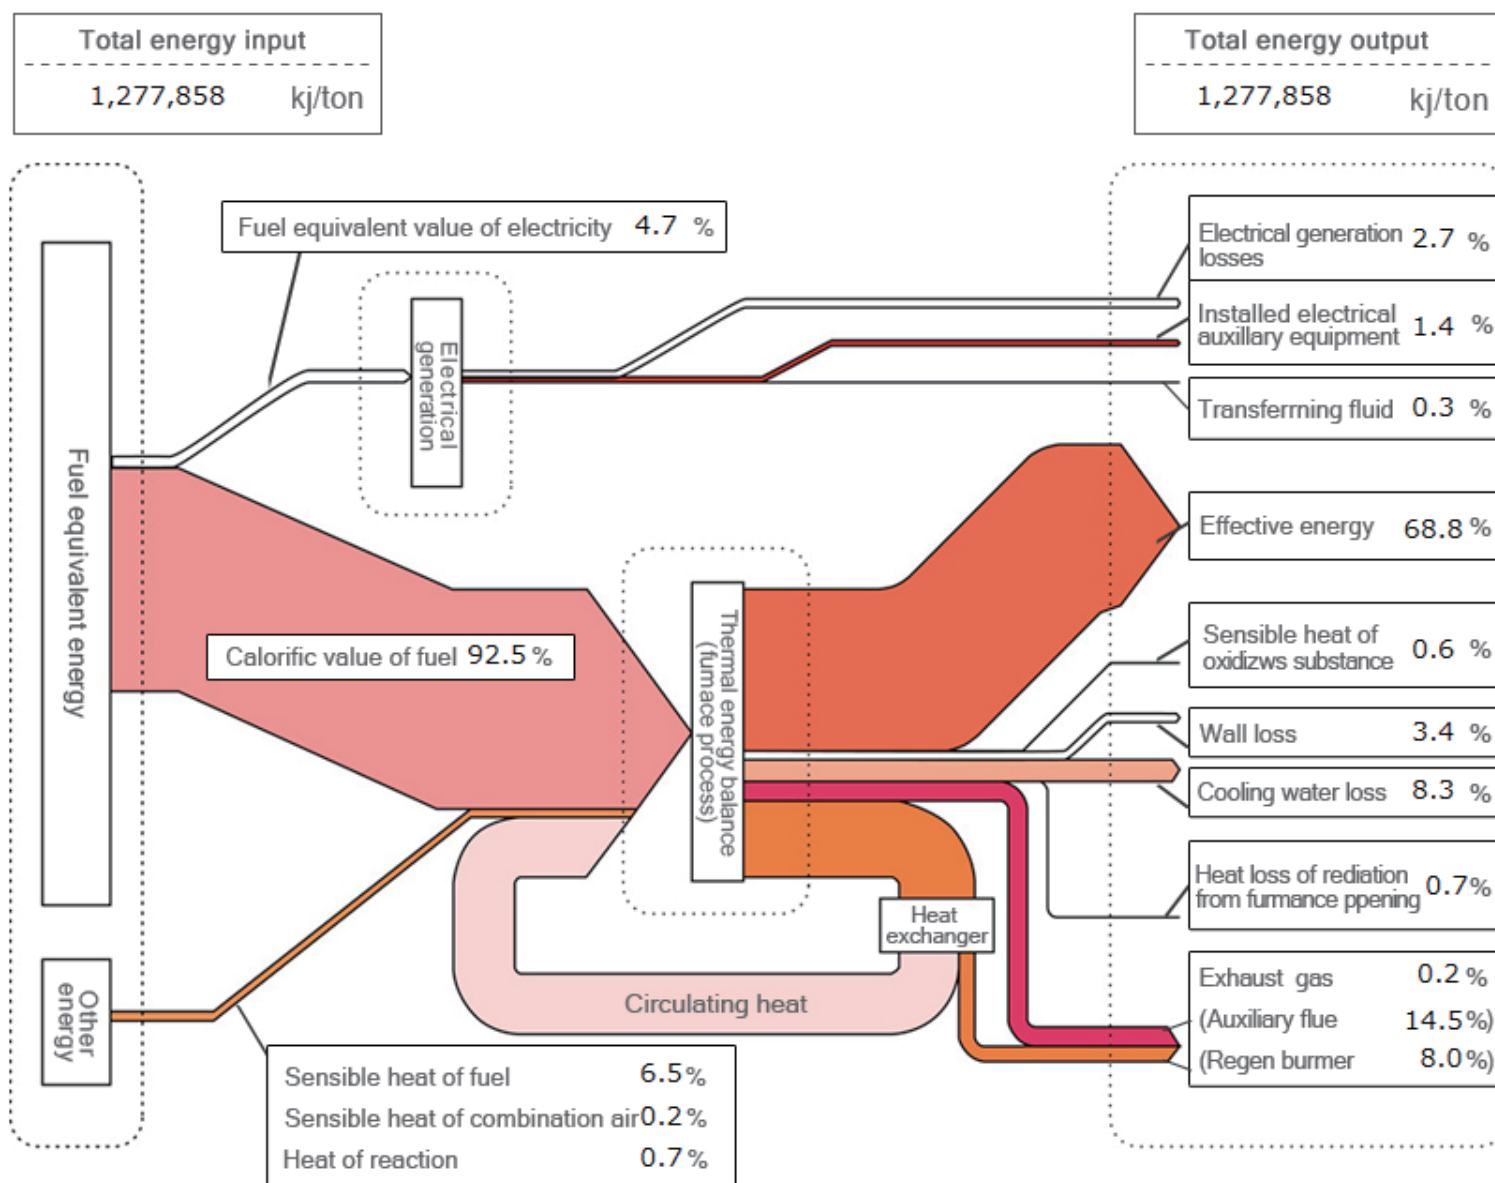 Total energy input
1,277,858 kj/ton
Total energy output
1,277,858 kj/ton
Fuel equivalent value of electricity 4.7 %
Electrical
generation
Electrical generation
losses 2.7 %
Installed electrical
auxillary equipment 1.4 %
Transferrning fluid 0.3 %
Fuel equivalent energy
Effective energy 68.8 %
Calorific value of fuel 92.5 %
Thermal energy balance
(furnace process)
Sensible heat of
oxidizws substance 0.6 %
Wall loss 3.4 %
Cooling water loss 8.3 %
Heat loss of rediation
from furmance ppening 0.7%
Heat
exchanger
Circulating heat
Other
energy
Exhaust gas 0.2 %
(Auxiliary flue 14.5%)
(Regen burmer 8.0%)
Sensible heat of fuel 6.5%
Sensible heat of combination air 0.2 %
Heat of reaction 0.7 %